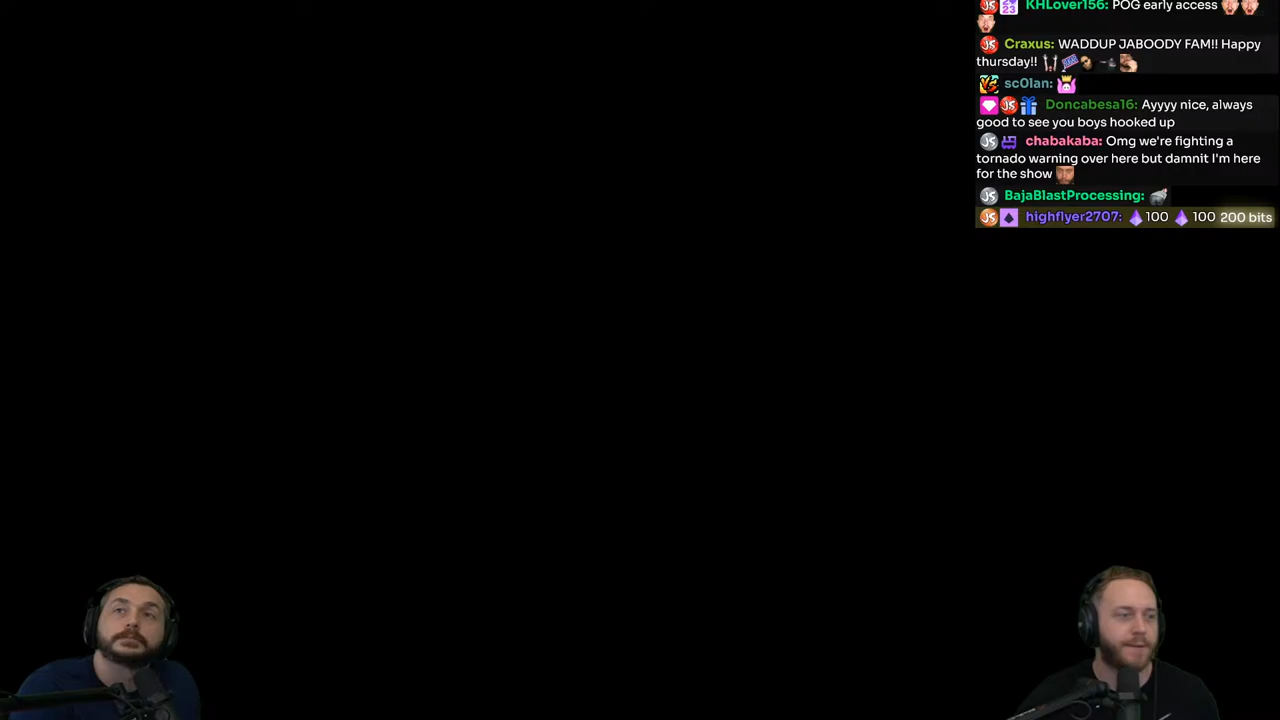 KHLover156: POG early access
Craxus: WADDUP JABOODY FAM!! Happy
thursday!!
sc0lan:
Doncabesa16: Ayyyy nice, always
good to see you boys hooked up
chabakaba: Omg we're fighting a
tornado warning over here but damnit I'm here
for the show
BajaBlastProcessing:
highflyer2707: 100 100 200 bits